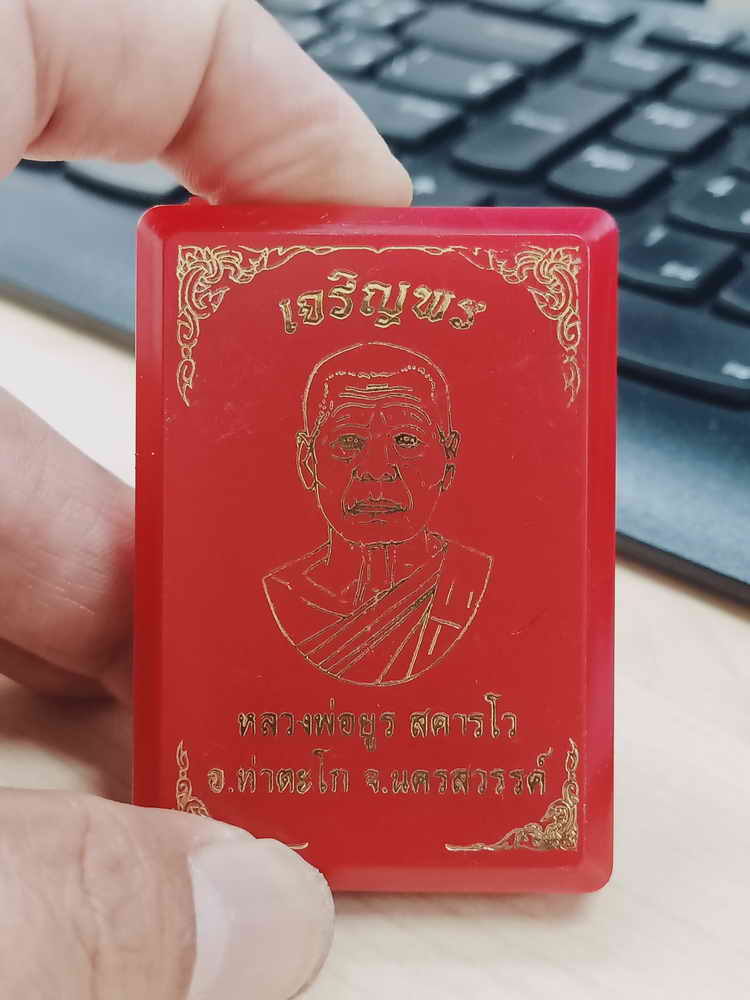 เจริญพร
หลวงพ่อยูร สคารโว
อ.ท่าตะโก จ.นครสวรรค์